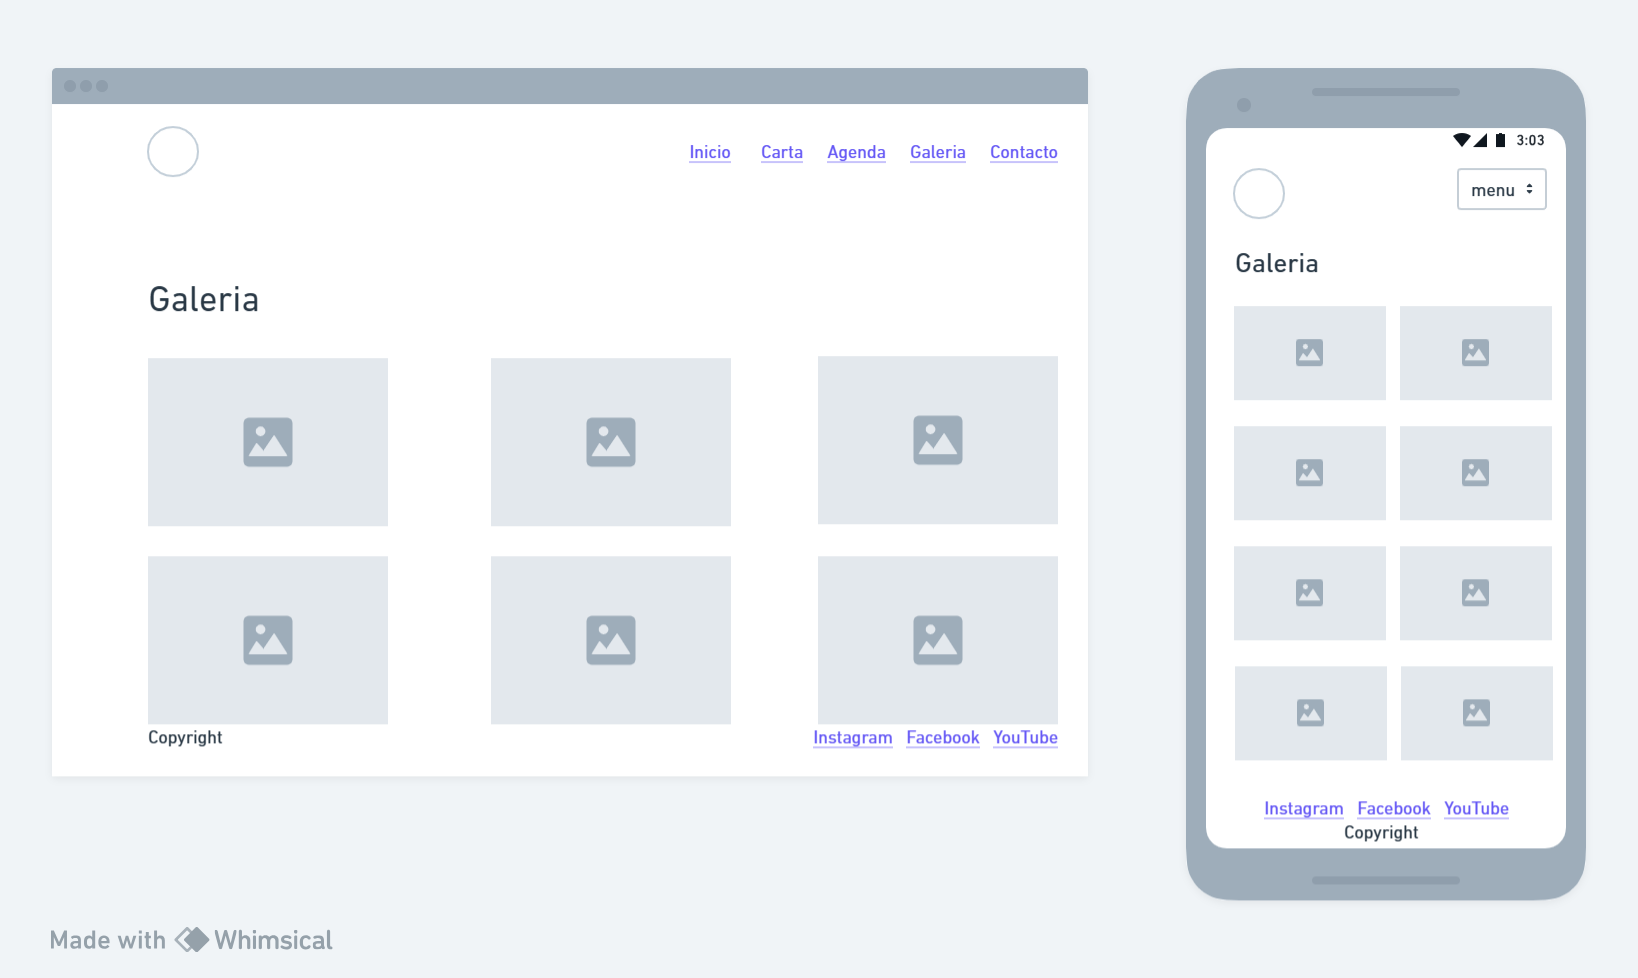 Inicio Carta Agenda Galeria Contacto
Galeria
Copyright
Instagram Facebook YouTube
3:03
menu
Galeria
Instagram Facebook YouTube
Copyright
Made with Whimsical